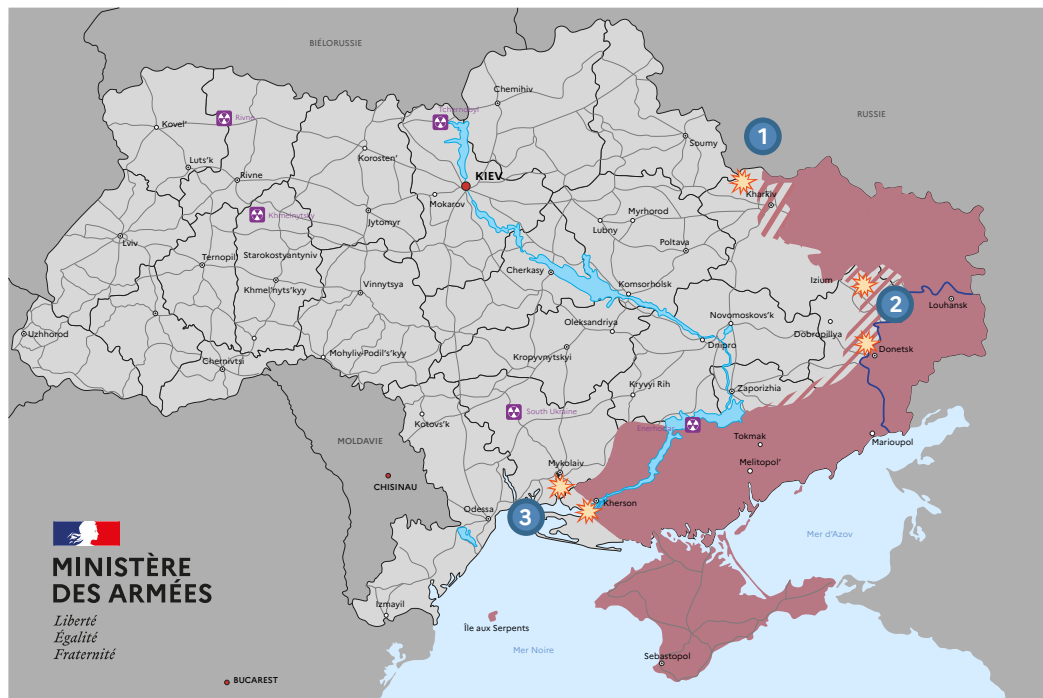 BIÉLORUSSIE
Chemihiv
Tchernobyl
RUSSIE
Rivne
Kovel'
1
Soumy
Korosten'
Luts'k
KIEV
Rivne
Kharkiv
Mokarov
Khmelnytsky
Myrhorod
Jytomyr
Lubny
Lviv
Poltava
Ternopil
Starokostyantyniv
Cherkasy
Izium
Vinnytsya
Khmel'nyts'kyy
Komsorholsk
2
Louhansk
Novomoskovs'k
Oleksandriya
Uzhhorod
Dobropillya
Dnipro
Mohyliv-Podil's'kyy
Kropyvnytskyi
Donetsk
Chernivtsi
Kryvyi Rih
Zaporizhia
South Ukraine
Kotovs'k
Enerhodar
MOLDAVIE
Tokmak
Marioupol
Mykolaiv
Melitopol'
CHISINAU
Kherson
Odessa
3
Mer d'Azov
MINISTÈRE
DES ARMÉES
Liberté
Égalité
Fraternité
Izmayil
Île aux Serpents
Mer Noire
Sebastopol
BUCAREST